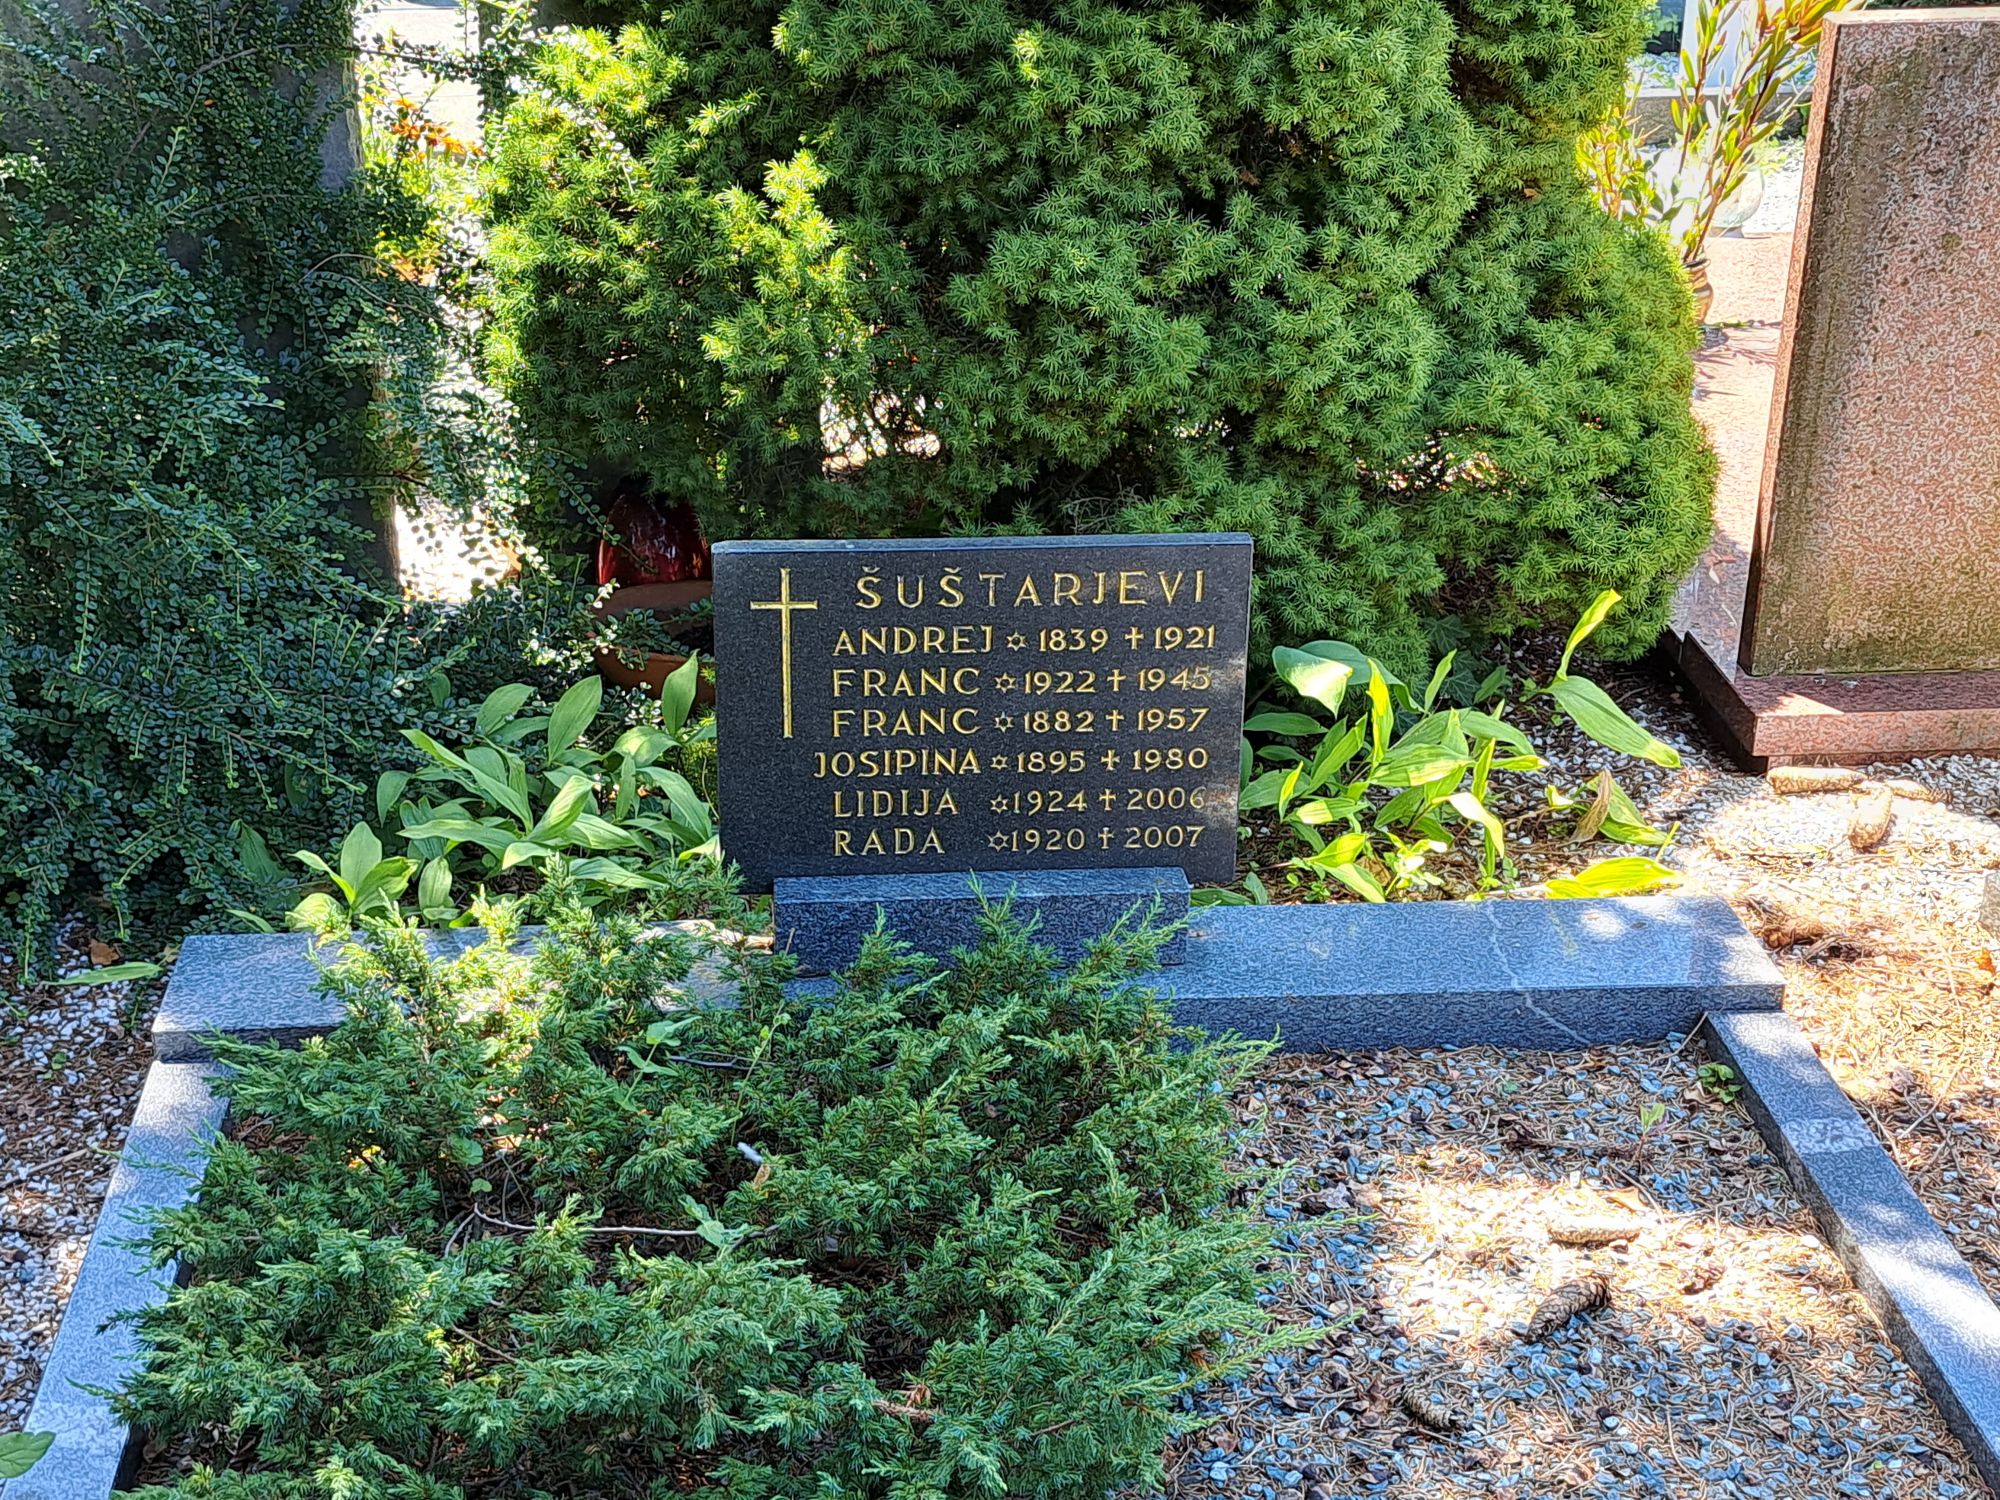 ŠUŠTARJEVI
ANDREJ ✡ 1839 ✝ 1921
FRANC ✡ 1922 ✝ 1945
FRANC ✡ 1882 ✝ 1957
JOSIPINA ✡ 1895 ✝ 1980
LIDIJA ✡ 1924 ✝ 2006
RADA ✡ 1920 ✝ 2007